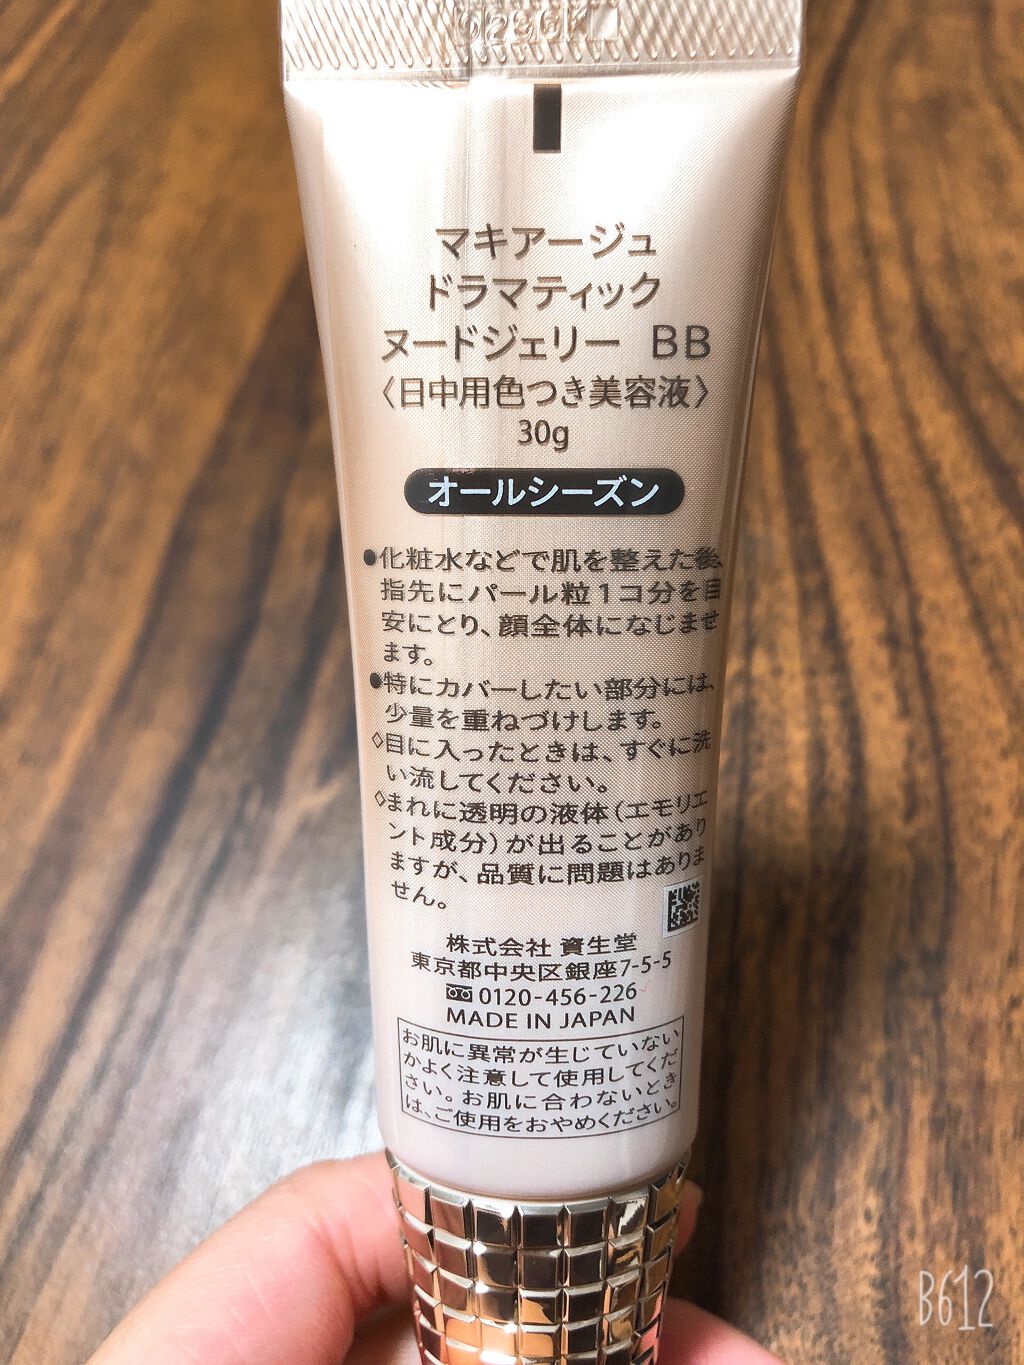 マキアージュ
ドラマティック
ヌードジェリー BB
〈日中用色つき美容液〉
30g
オールシーズン
●化粧水などで肌を整えた後、
指先にパール粒1コ分を目
安にとり、顔全体になじませ
ます。
●特にカバーしたい部分には、
少量を重ねづけします。
◇目に入ったときは、すぐに洗
い流してください。
◇まれに透明の液体(エモリエ
ント成分)が出ることがあり
ますが、品質に問題はありま
せん。
株式会社 資生堂
東京都中央区銀座7-5-5
0120-456-226
MADE IN JAPAN
お肌に異常が生じていない
かよく注意して使用してくだ
さい。お肌に合わないとき
は、ご使用をおやめください。
B612